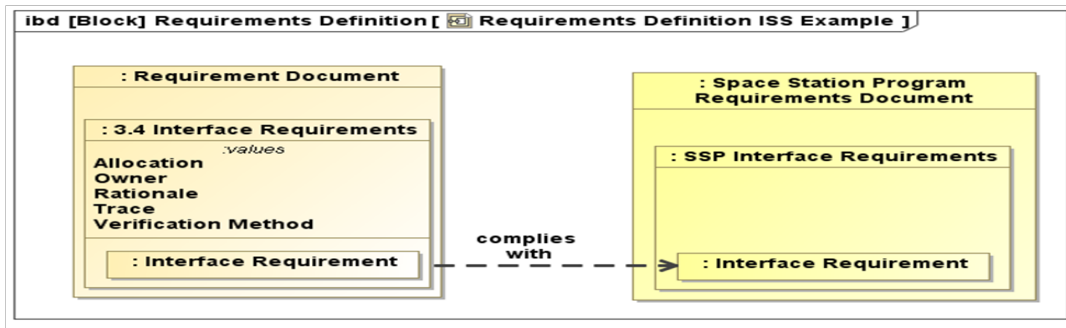 ibd [Block] Requirements Definition [ Requirements Definition ISS Example ]
: Requirement Document
: 3.4 Interface Requirements
:values
Allocation
Owner
Rationale
Trace
Verification Method
: Interface Requirement
complies
with
: Space Station Program
Requirements Document
: SSP Interface Requirements
: Interface Requirement